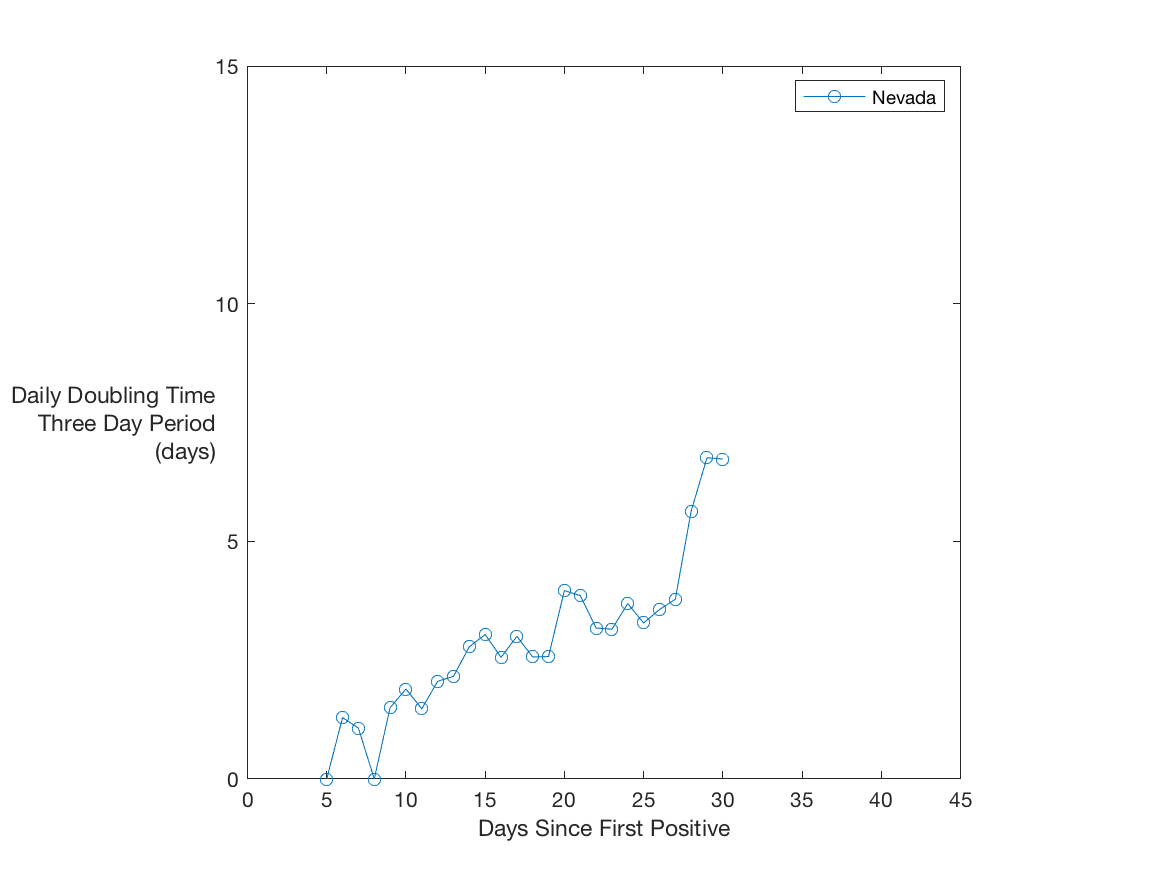 15
Nevada
10
Daily Doubling Time
Three Day Period
(days)
5
0
0 5 10 15 20 25 30 35 40 45
Days Since First Positive